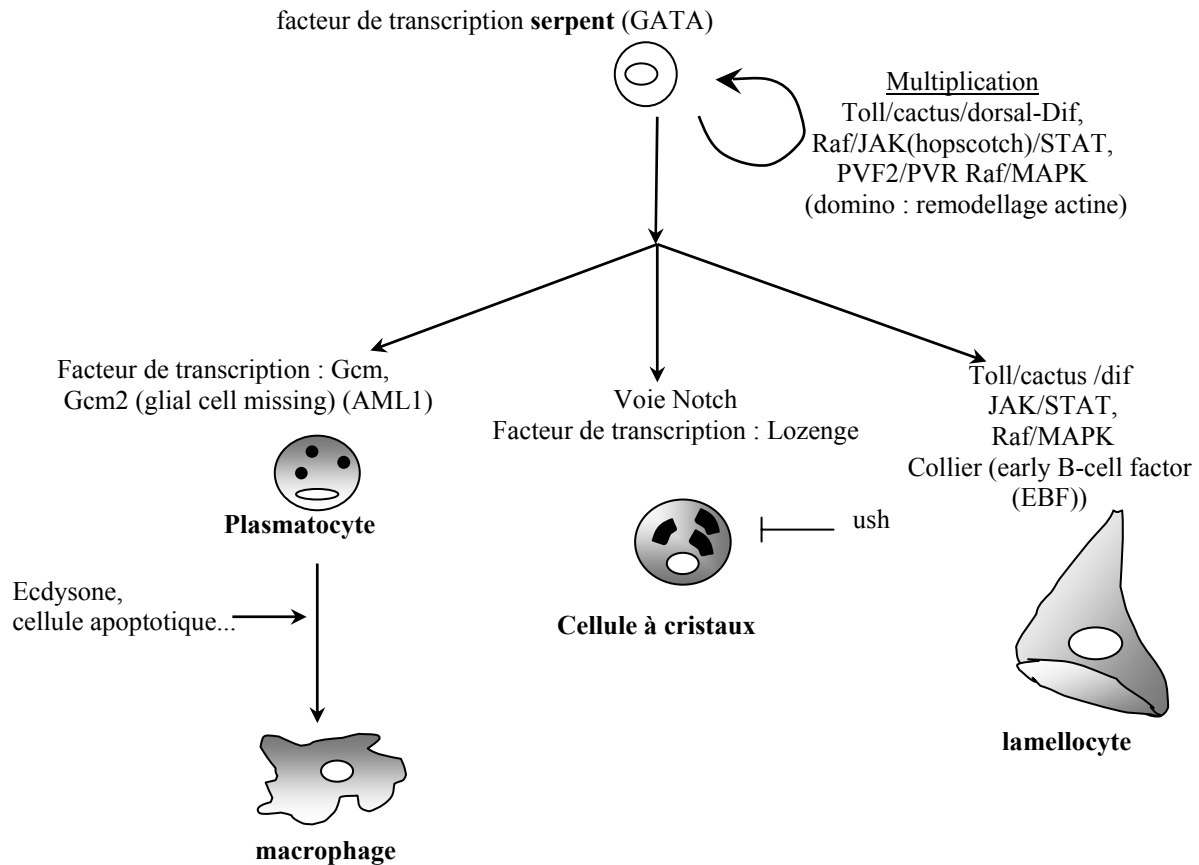 facteur de transcription serpent (GATA)
Multiplication
Toll/cactus/dorsal-Dif,
Raf/JAK(hopscotch)/STAT,
PVF2/PVR Raf/MAPK
(domino : remodellage actine)
Facteur de transcription : Gcm,
Gcm2 (glial cell missing) (AML1)
Plasmatocyte
Ecdysone,
cellule apoptotique...
macrophage
Voie Notch
Facteur de transcription : Lozenge
ush
Cellule à cristaux
Toll/cactus /dif
JAK/STAT,
Raf/MAPK
Collier (early B-cell factor
(EBF))
lamellocyte